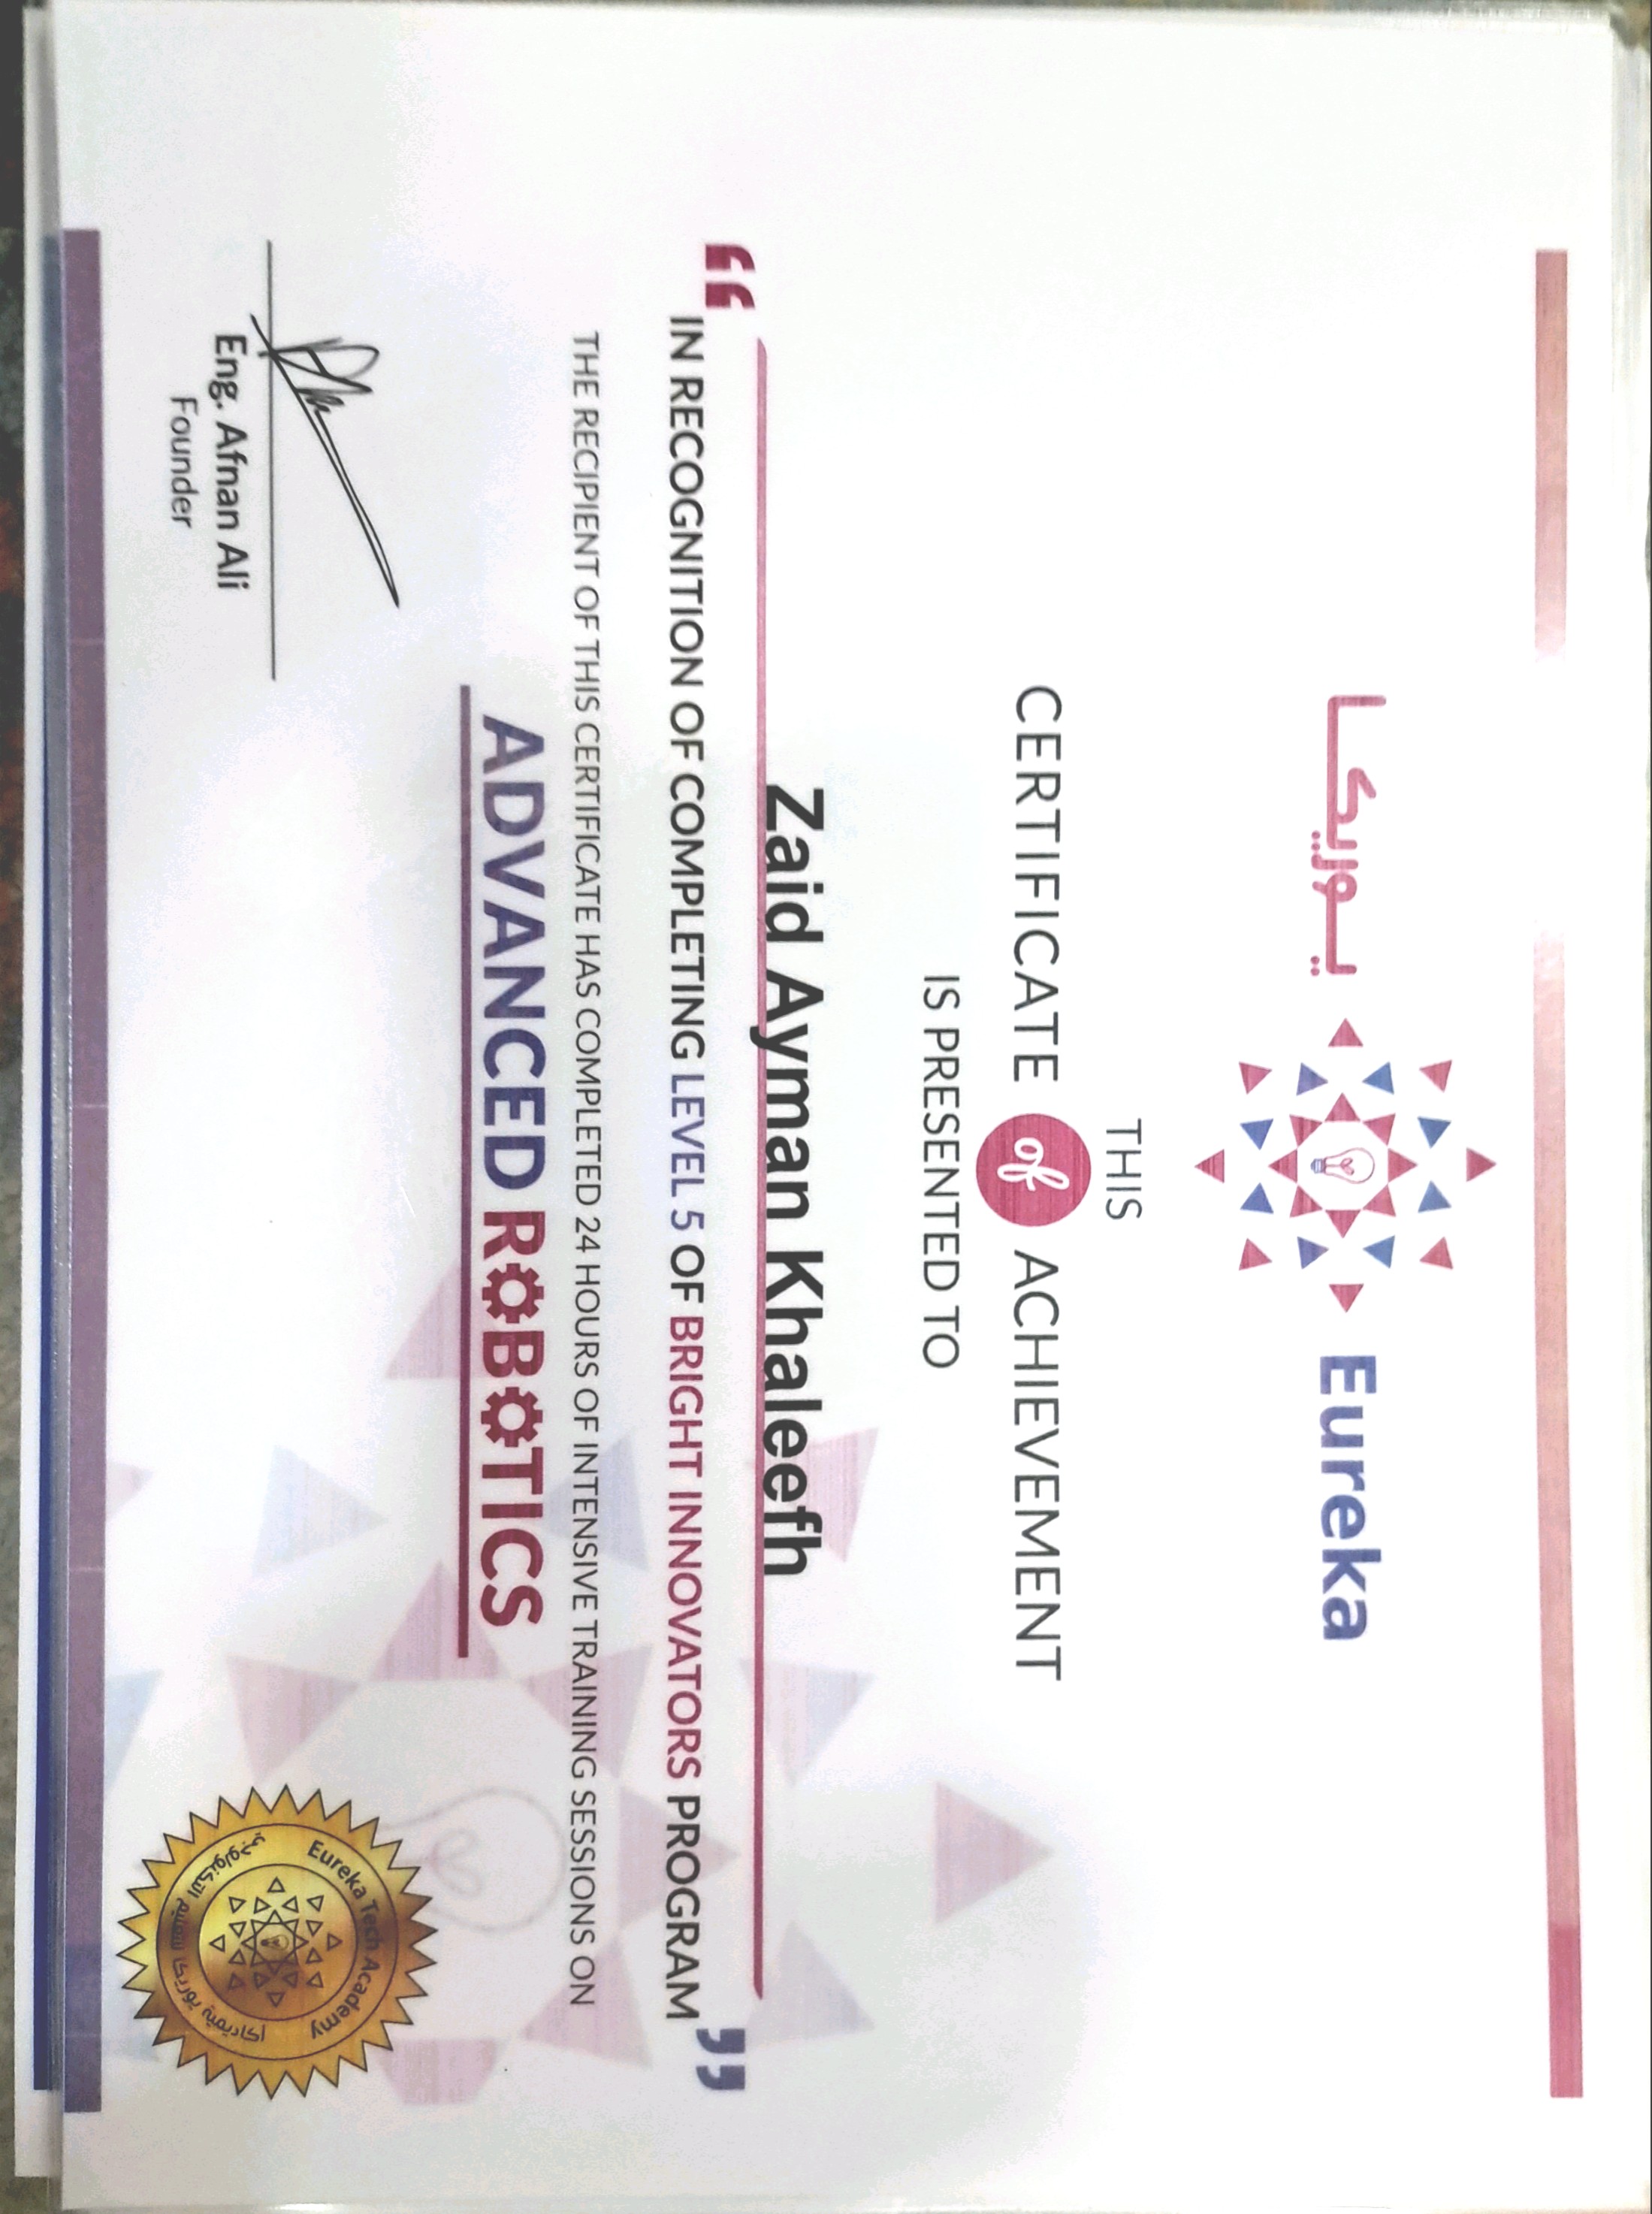 يوريكا Eureka
THIS
CERTIFICATE of ACHIEVEMENT
IS PRESENTED TO
Zaid Ayman Khaleefh
“IN RECOGNITION OF COMPLETING LEVEL 5 OF BRIGHT INNOVATORS PROGRAM”
THE RECIPIENT OF THIS CERTIFICATE HAS COMPLETED 24 HOURS OF INTENSIVE TRAINING SESSIONS ON
ADVANCED ROBOTICS
Eng. Afnan Ali
Founder
Eureka Tech Academy
اكاديمية يوريكا للتعليم التكنولوجي